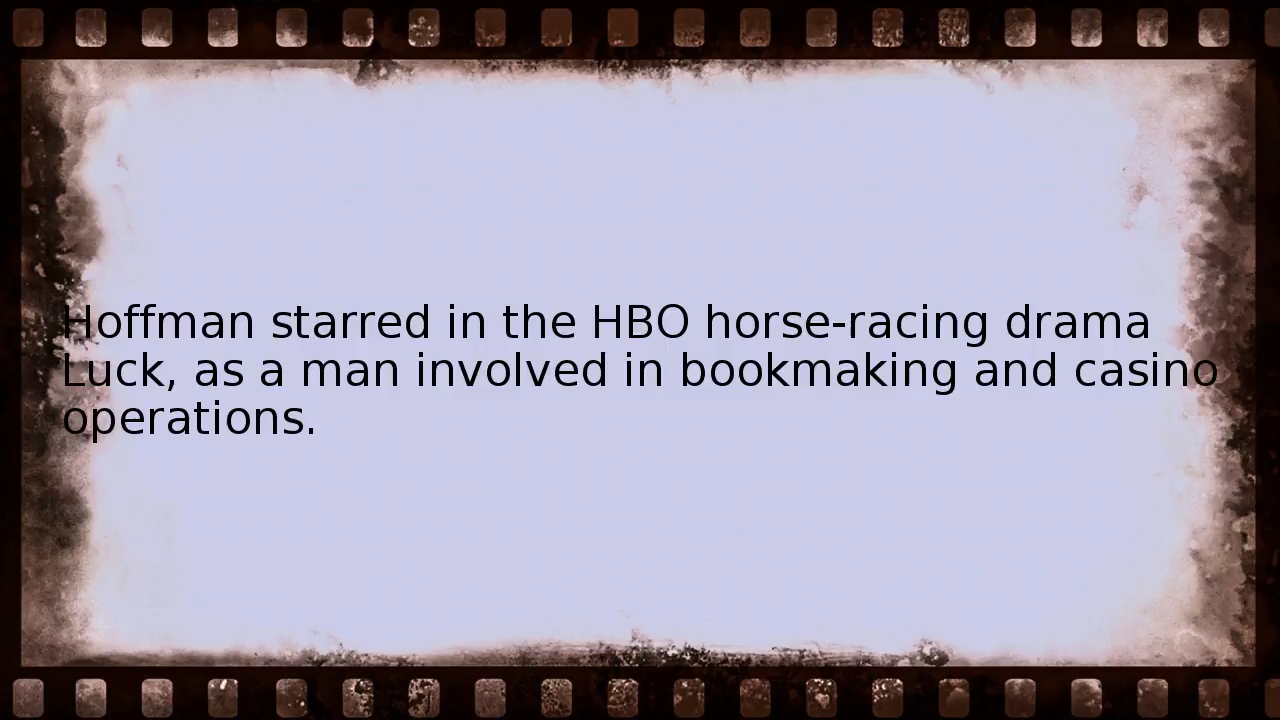 Hoffman starred in the HBO horse-racing drama
Luck, as a man involved in bookmaking and casino
operations.